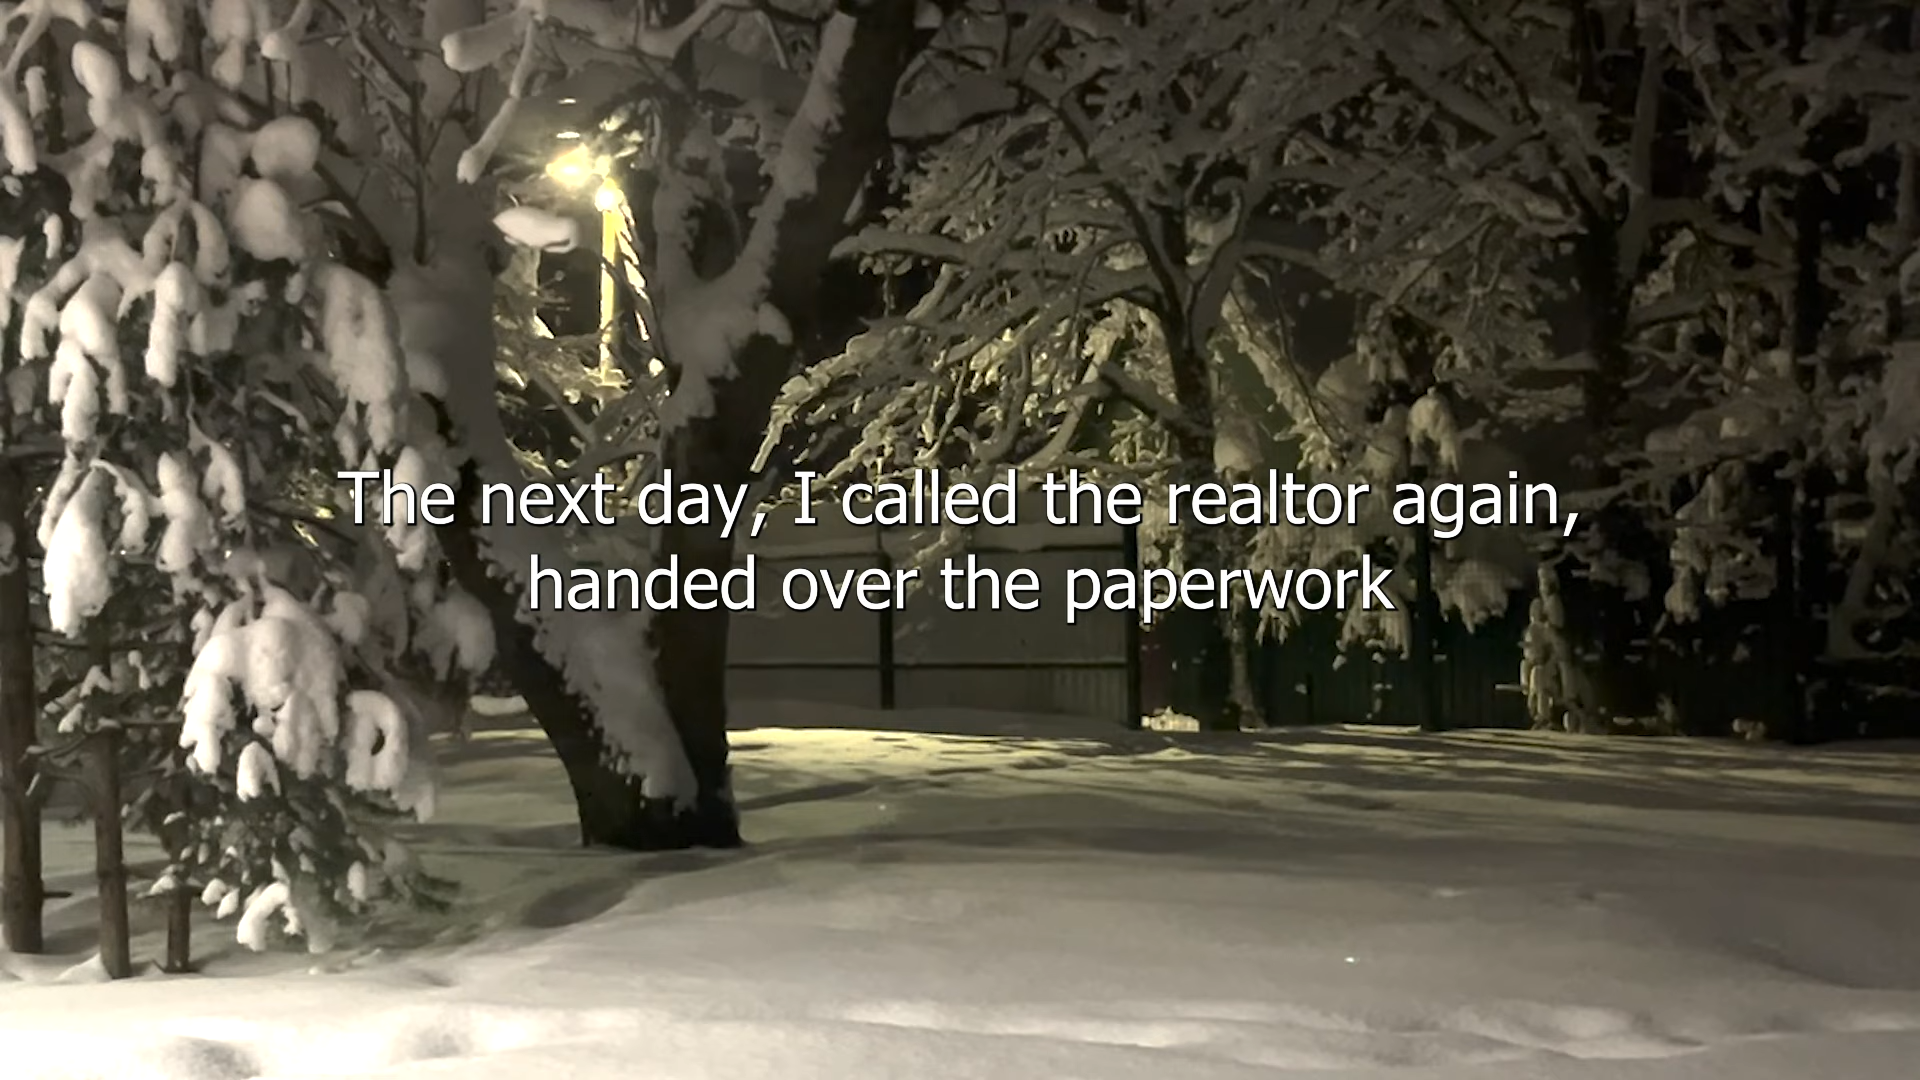 The next day, I called the realtor again,
handed over the paperwork